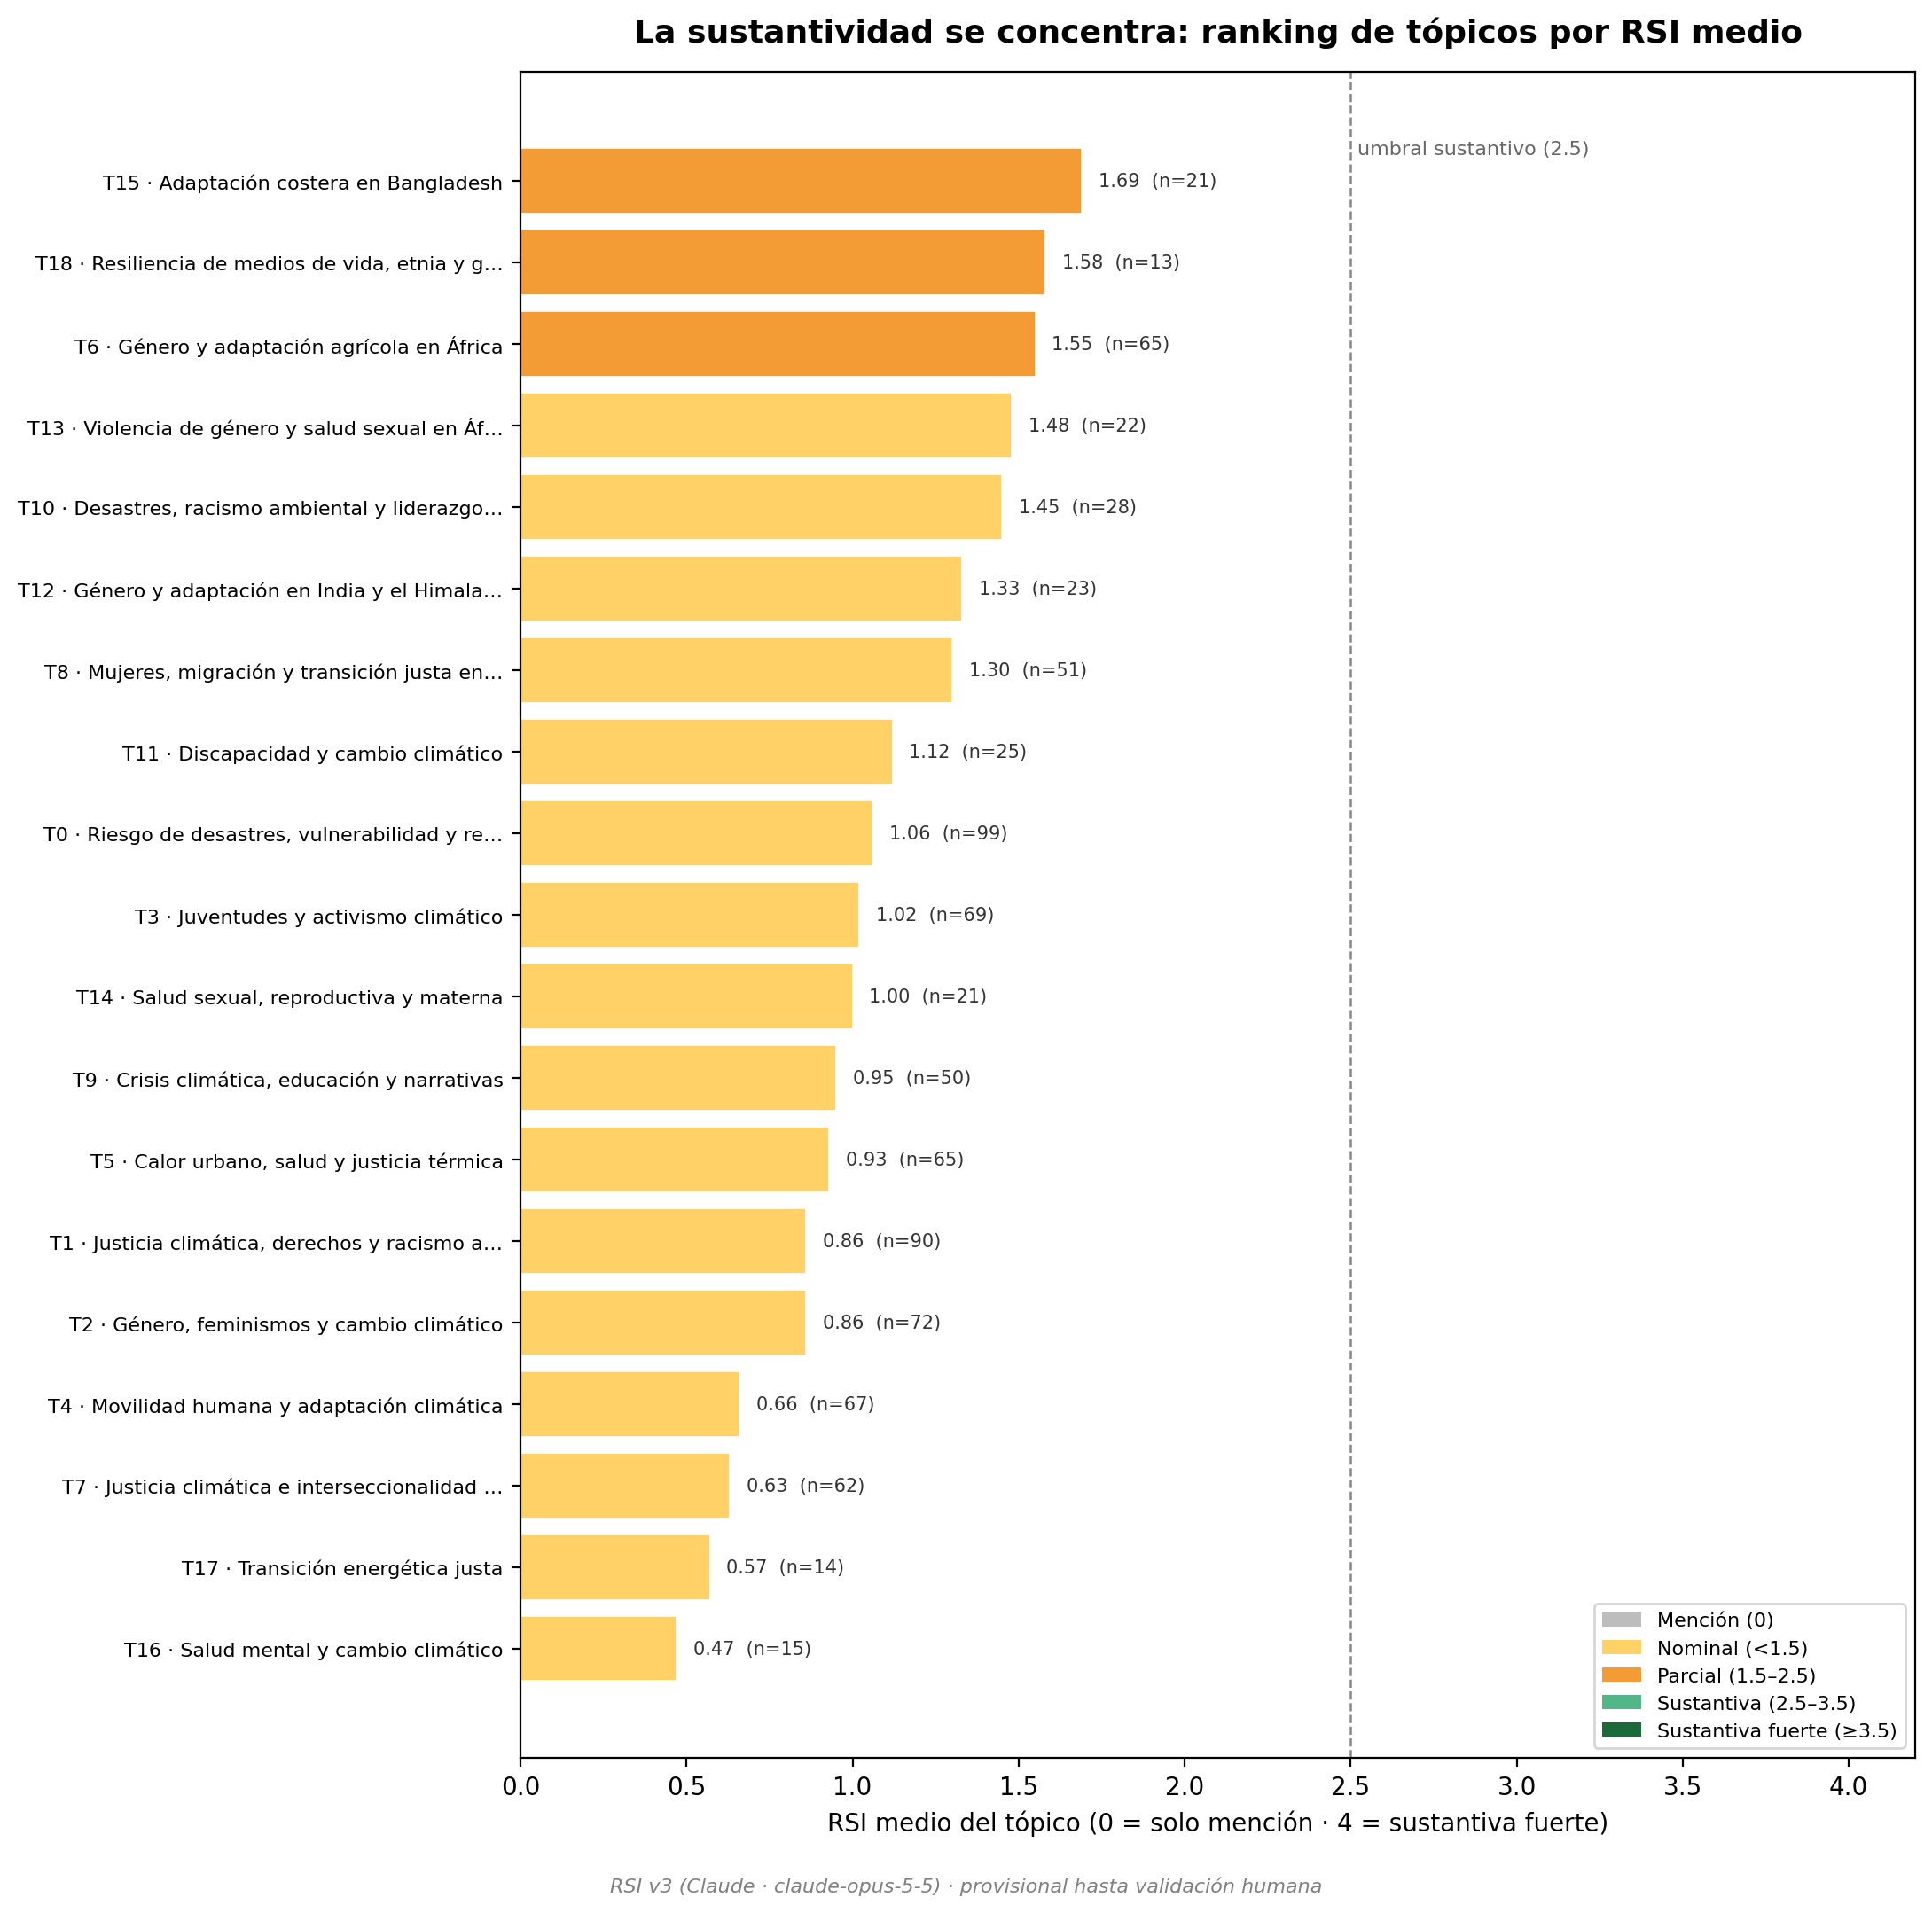 La sustantividad se concentra: ranking de tópicos por RSI medio
umbral sustantivo (2.5)
T15 · Adaptación costera en Bangladesh 1.69 (n=21)
T18 · Resiliencia de medios de vida, etnia y g… 1.58 (n=13)
T6 · Género y adaptación agrícola en África 1.55 (n=65)
T13 · Violencia de género y salud sexual en Áf… 1.48 (n=22)
T10 · Desastres, racismo ambiental y liderazgo… 1.45 (n=28)
T12 · Género y adaptación en India y el Himala… 1.33 (n=23)
T8 · Mujeres, migración y transición justa en… 1.30 (n=51)
T11 · Discapacidad y cambio climático 1.12 (n=25)
T0 · Riesgo de desastres, vulnerabilidad y re… 1.06 (n=99)
T3 · Juventudes y activismo climático 1.02 (n=69)
T14 · Salud sexual, reproductiva y materna 1.00 (n=21)
T9 · Crisis climática, educación y narrativas 0.95 (n=50)
T5 · Calor urbano, salud y justicia térmica 0.93 (n=65)
T1 · Justicia climática, derechos y racismo a… 0.86 (n=90)
T2 · Género, feminismos y cambio climático 0.86 (n=72)
T4 · Movilidad humana y adaptación climática 0.66 (n=67)
T7 · Justicia climática e interseccionalidad … 0.63 (n=62)
T17 · Transición energética justa 0.57 (n=14)
T16 · Salud mental y cambio climático 0.47 (n=15)
Mención (0)
Nominal (<1.5)
Parcial (1.5–2.5)
Sustantiva (2.5–3.5)
Sustantiva fuerte (≥3.5)
0.0 0.5 1.0 1.5 2.0 2.5 3.0 3.5 4.0
RSI medio del tópico (0 = solo mención · 4 = sustantiva fuerte)
RSI v3 (Claude · claude-opus-5-5) · provisional hasta validación humana